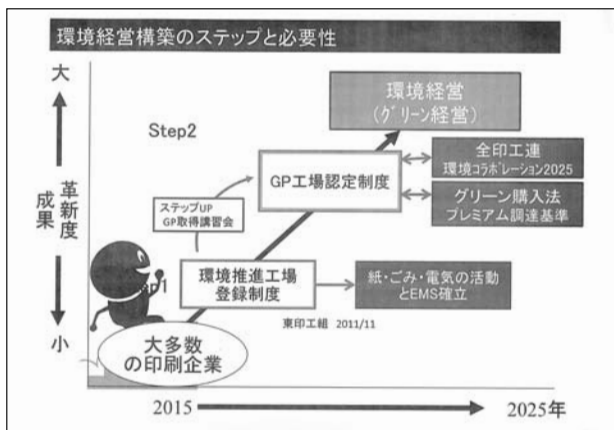 環境経営構築のステップと必要性
大
革新度
成果
小
Step2
環境経営
(グリーン経営)
全印工連
環境コラボレーション2025
GP工場認定制度
グリーン購入法
プレミアム調達基準
ステップUP
GP取得講習会
p1
環境推進工場
登録制度
紙・ごみ・電気の活動
とEMS確立
東印工組 2011/11
大多数
の印刷企業
2015
2025年